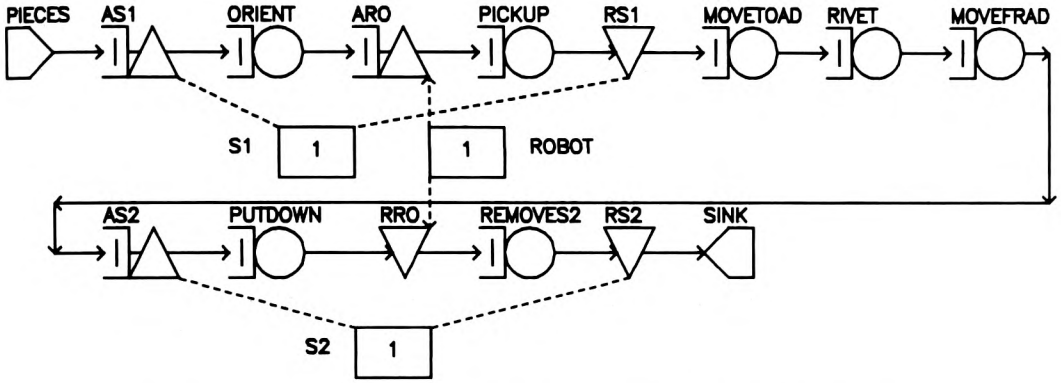 PIECES AS1 ORIENT ARO PICKUP RS1 MOVETOAD RIVET MOVEFRAD
S1 1 1 ROBOT
AS2 PUTDOWN RRO REMOVES2 RS2 SINK
S2 1